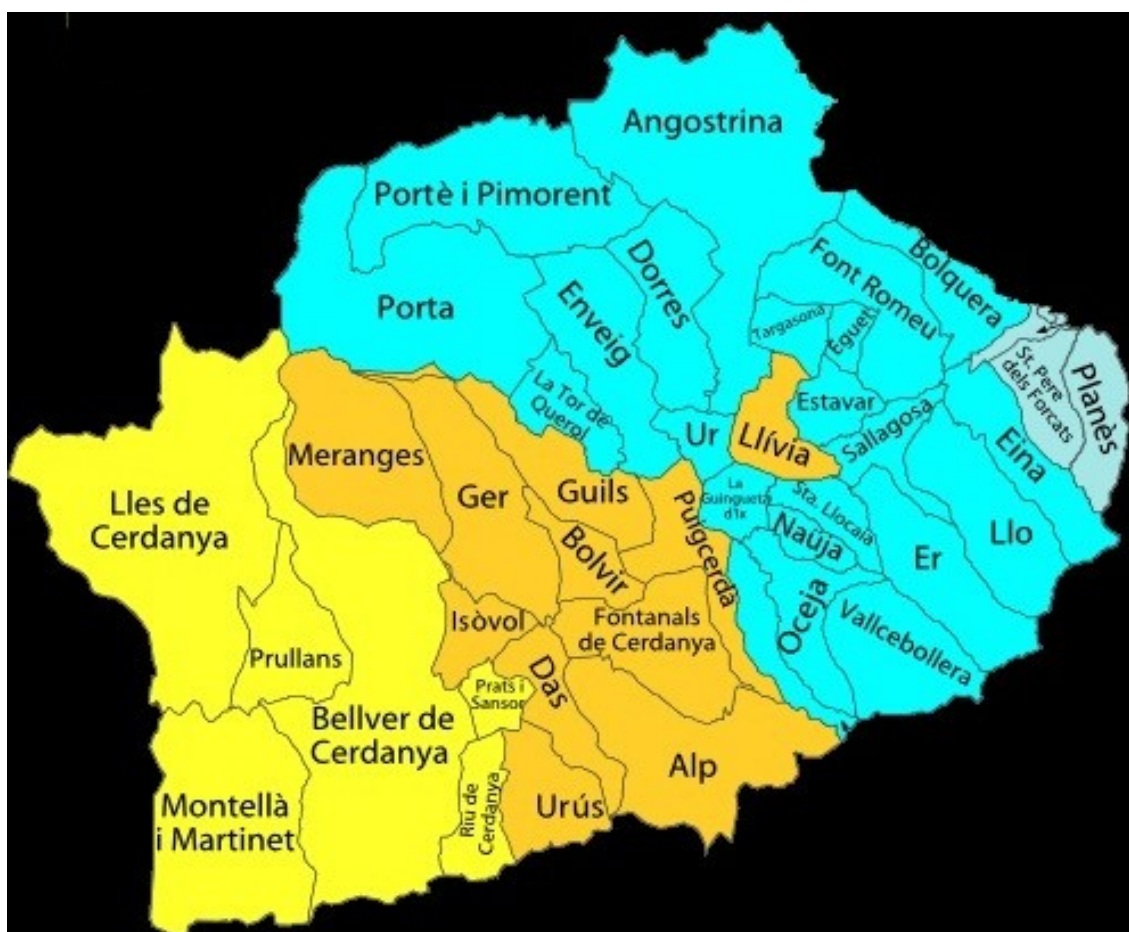 Angostrina
Portè i Pimorent
Bolquera
Dorres
Font Romeu
Porta
Enveig
Targasona
Eguet
St. Pere
dels Forcats
Planès
La Tor de
Querol
Estavar
Sallagosa
Ur
Llívia
Eina
Meranges
Ger
Guils
Puigcerdà
La
Guingueta
d'Ix
Sta. Llocaia
Naüja
Er
Llo
Lles de
Cerdanya
Bolvir
Isòvol
Fontanals
de Cerdanya
Oceja
Vallcebollera
Prullans
Das
Prats i
Sansor
Bellver de
Cerdanya
Alp
Urús
Riu de
Cerdanya
Montellà
i Martinet